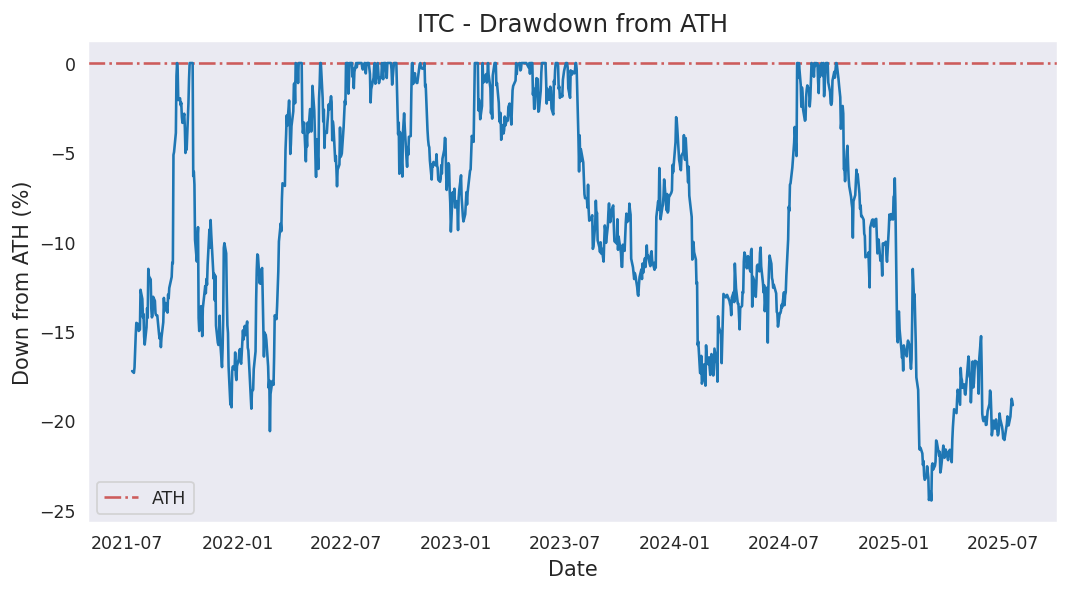 ITC - Drawdown from ATH
Down from ATH (%)
0
−5
−10
−15
−20
−25
ATH
2021-07 2022-01 2022-07 2023-01 2023-07 2024-01 2024-07 2025-01 2025-07
Date